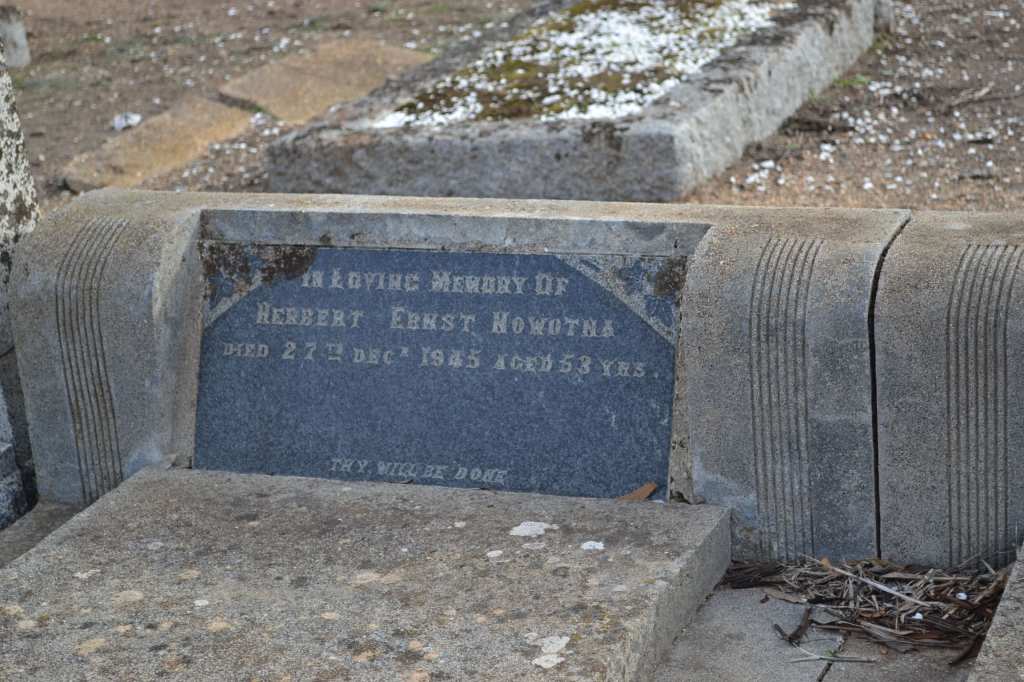 IN LOVING MEMORY OF
HERBERT ERNST NOWOTNA
DIED 27TH DECR 1945 AGED 53 YRS.
THY WILL BE DONE